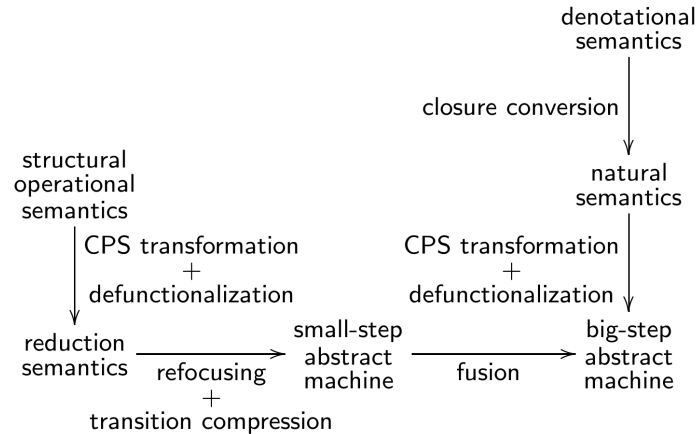 denotational
semantics
closure conversion
structural
operational
semantics
natural
semantics
CPS transformation
+
defunctionalization
CPS transformation
+
defunctionalization
reduction
semantics
small-step
abstract
machine
big-step
abstract
machine
refocusing
+
transition compression
fusion